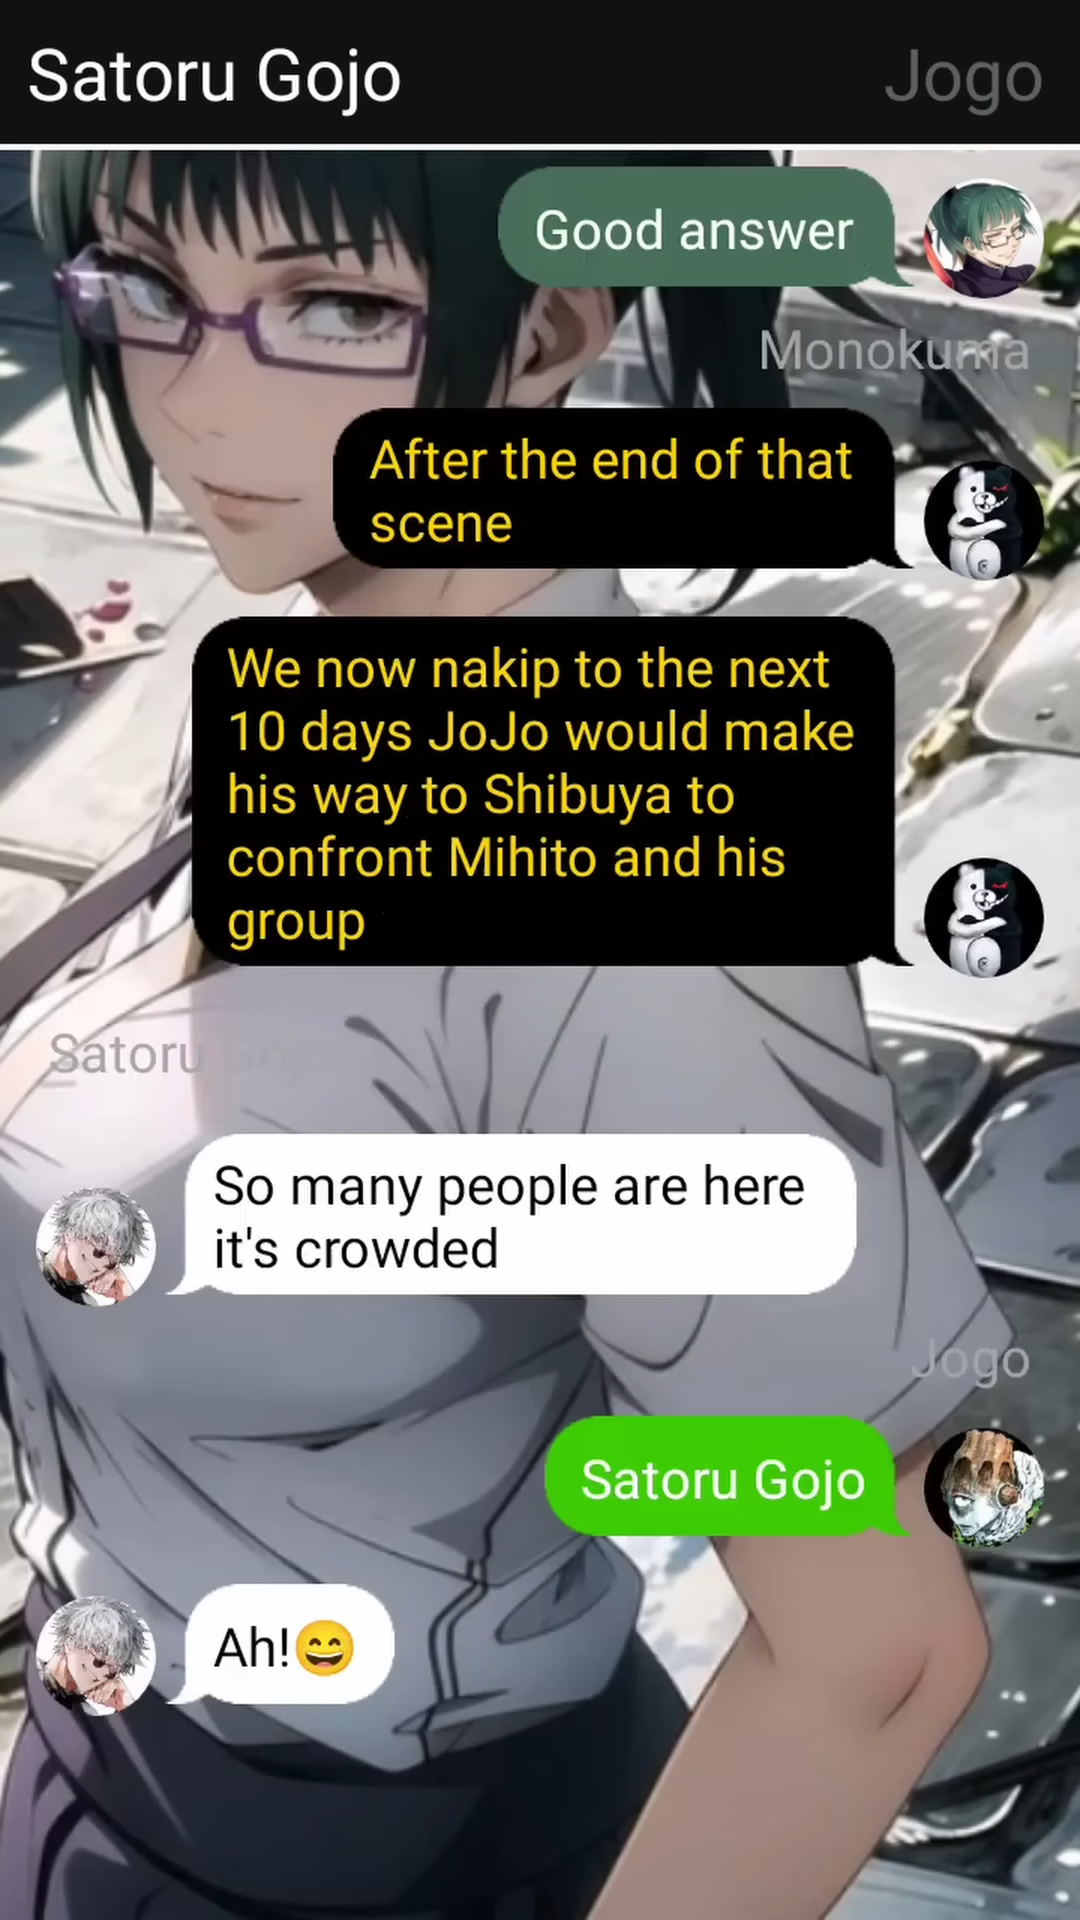 Satoru Gojo
Jogo
Good answer
Monokuma
After the end of that
scene
We now nakip to the next
10 days JoJo would make
his way to Shibuya to
confront Mihito and his
group
Satoru Gojo
So many people are here
it's crowded
Jogo
Satoru Gojo
Ah!😄